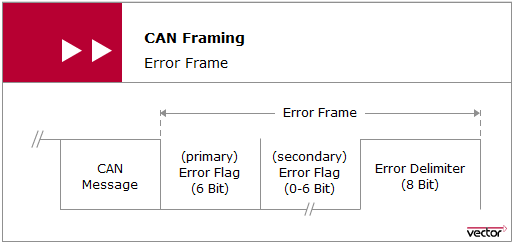 CAN Framing
Error Frame
Error Frame
CAN
Message
(primary)
Error Flag
(6 Bit)
(secondary)
Error Flag
(0-6 Bit)
Error Delimiter
(8 Bit)
vector